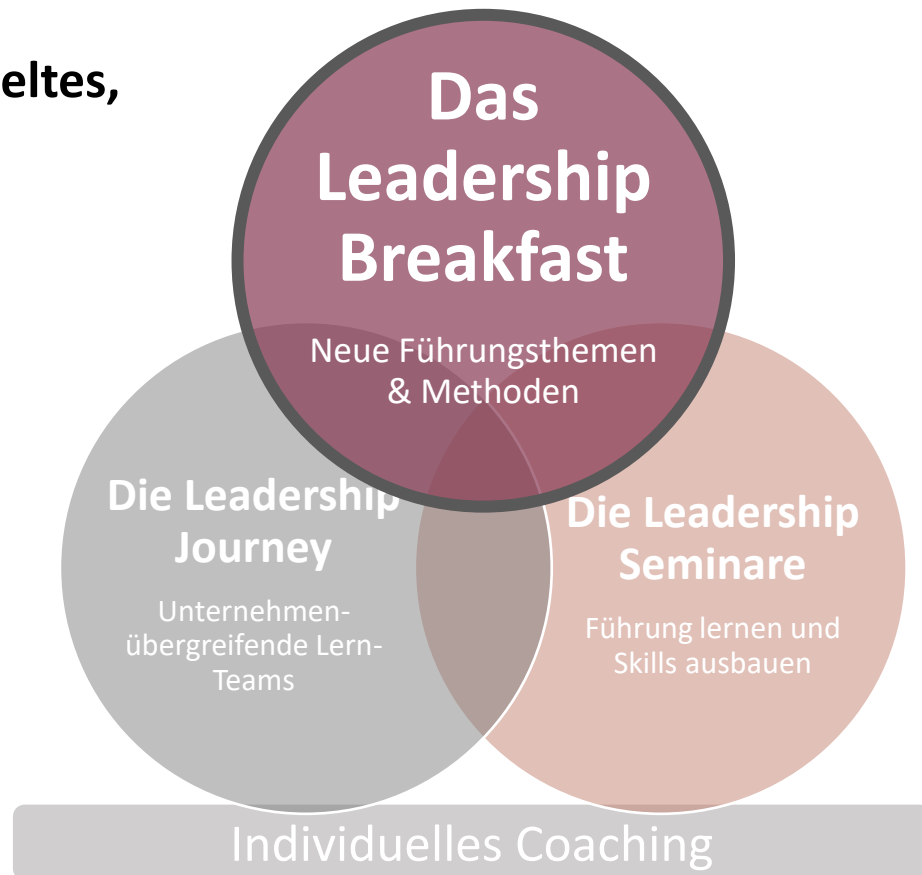 eltes,
Das
Leadership
Breakfast
Neue Führungsthemen
& Methoden
Die Leadership
Journey
Unternehmen-
übergreifende Lern-
Teams
Die Leadership
Seminare
Führung lernen und
Skills ausbauen
Individuelles Coaching